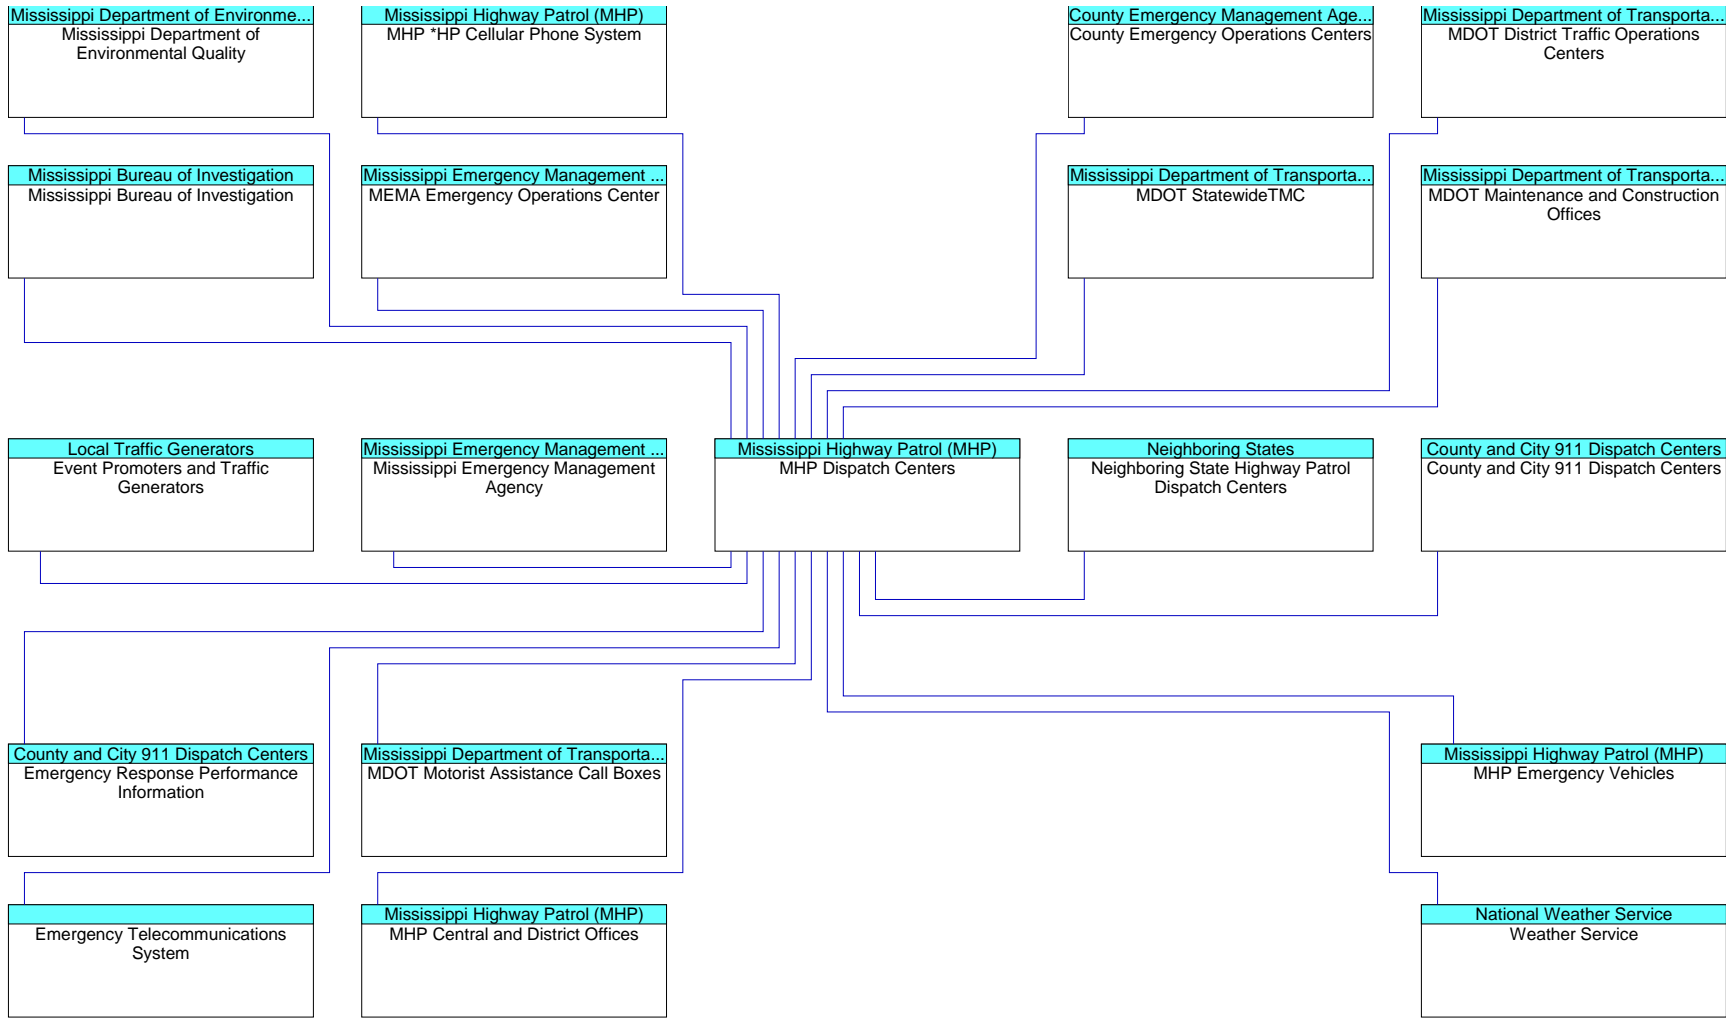 Mississippi Department of Environme...
Mississippi Department of
Environmental Quality
Mississippi Highway Patrol (MHP)
MHP *HP Cellular Phone System
County Emergency Management Age...
County Emergency Operations Centers
Mississippi Department of Transporta...
MDOT District Traffic Operations
Centers
Mississippi Bureau of Investigation
Mississippi Bureau of Investigation
Mississippi Emergency Management ...
MEMA Emergency Operations Center
Mississippi Department of Transporta...
MDOT StatewideTMC
Mississippi Department of Transporta...
MDOT Maintenance and Construction
Offices
Local Traffic Generators
Event Promoters and Traffic
Generators
Mississippi Emergency Management ...
Mississippi Emergency Management
Agency
Mississippi Highway Patrol (MHP)
MHP Dispatch Centers
Neighboring States
Neighboring State Highway Patrol
Dispatch Centers
County and City 911 Dispatch Centers
County and City 911 Dispatch Centers
County and City 911 Dispatch Centers
Emergency Response Performance
Information
Mississippi Department of Transporta...
MDOT Motorist Assistance Call Boxes
Mississippi Highway Patrol (MHP)
MHP Emergency Vehicles
Emergency Telecommunications
System
Mississippi Highway Patrol (MHP)
MHP Central and District Offices
National Weather Service
Weather Service